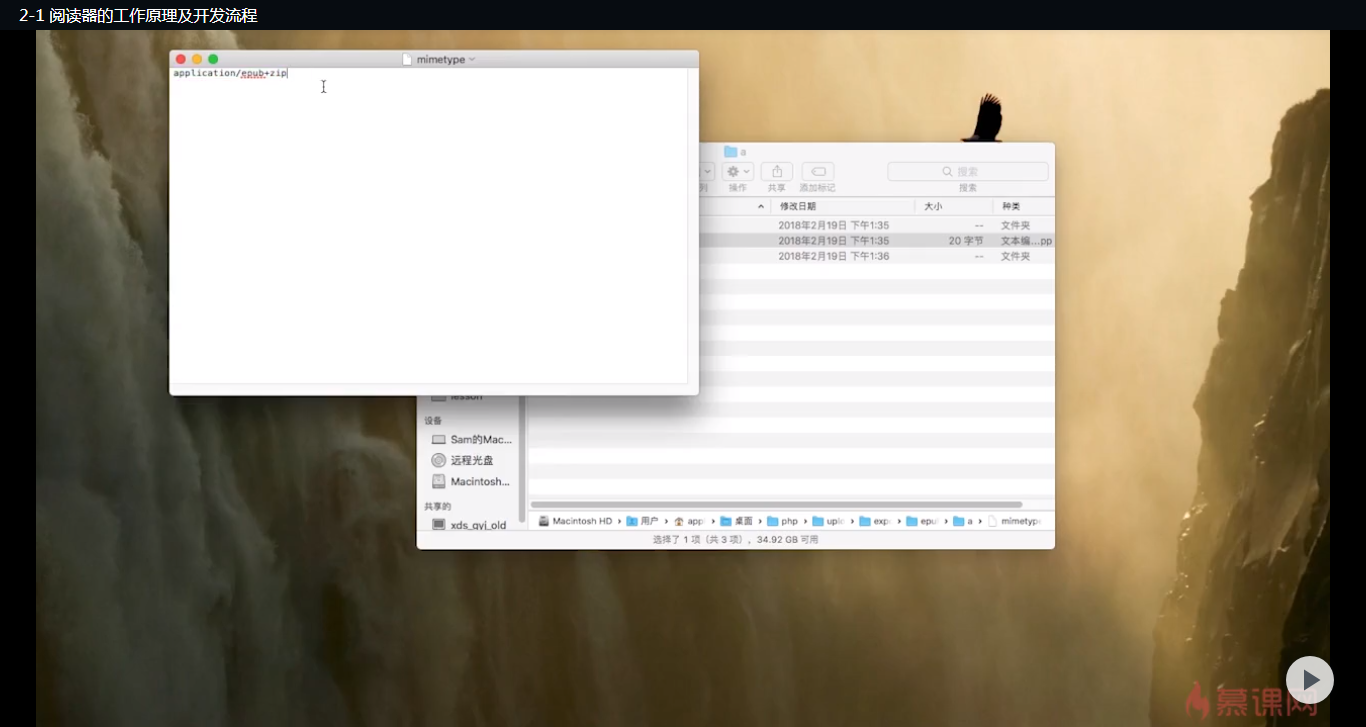 2-1 阅读器的工作原理及开发流程
mimetype
application/epub+zip
a
操作 共享 添加标记
搜索
搜索
修改日期 大小 种类
2018年2月19日 下午1:35 -- 文件夹
2018年2月19日 下午1:35 20 字节 文本编...pp
2018年2月19日 下午1:36 -- 文件夹
lesson
设备
Sam的Mac...
远程光盘
Macintosh...
共享的
xds_qyj_old
Macintosh HD › 用户 › app › 桌面 › php › upl › exp › epu › a › mimetype
选择了 1 项（共 3 项），34.92 GB 可用
慕课网